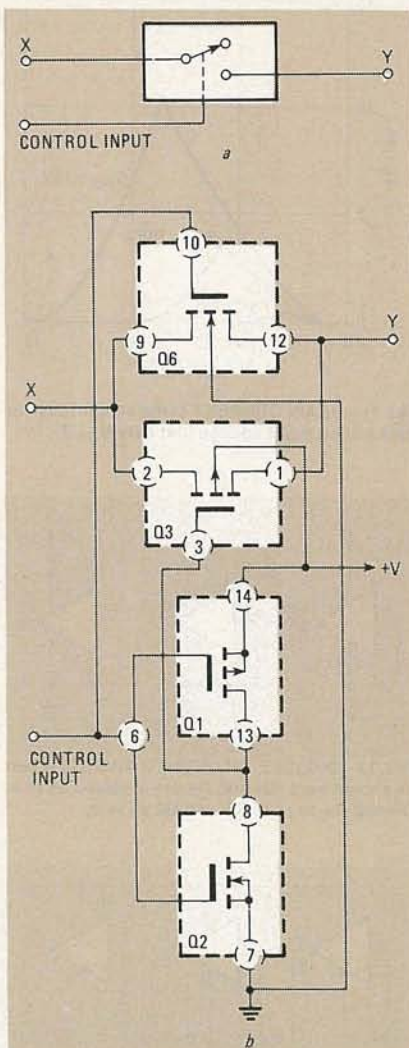 X
Y
CONTROL INPUT
a
10
9
12
Y
Q6
X
2
1
Q3
3
+V
14
Q1
6
13
CONTROL
INPUT
8
Q2
7
b